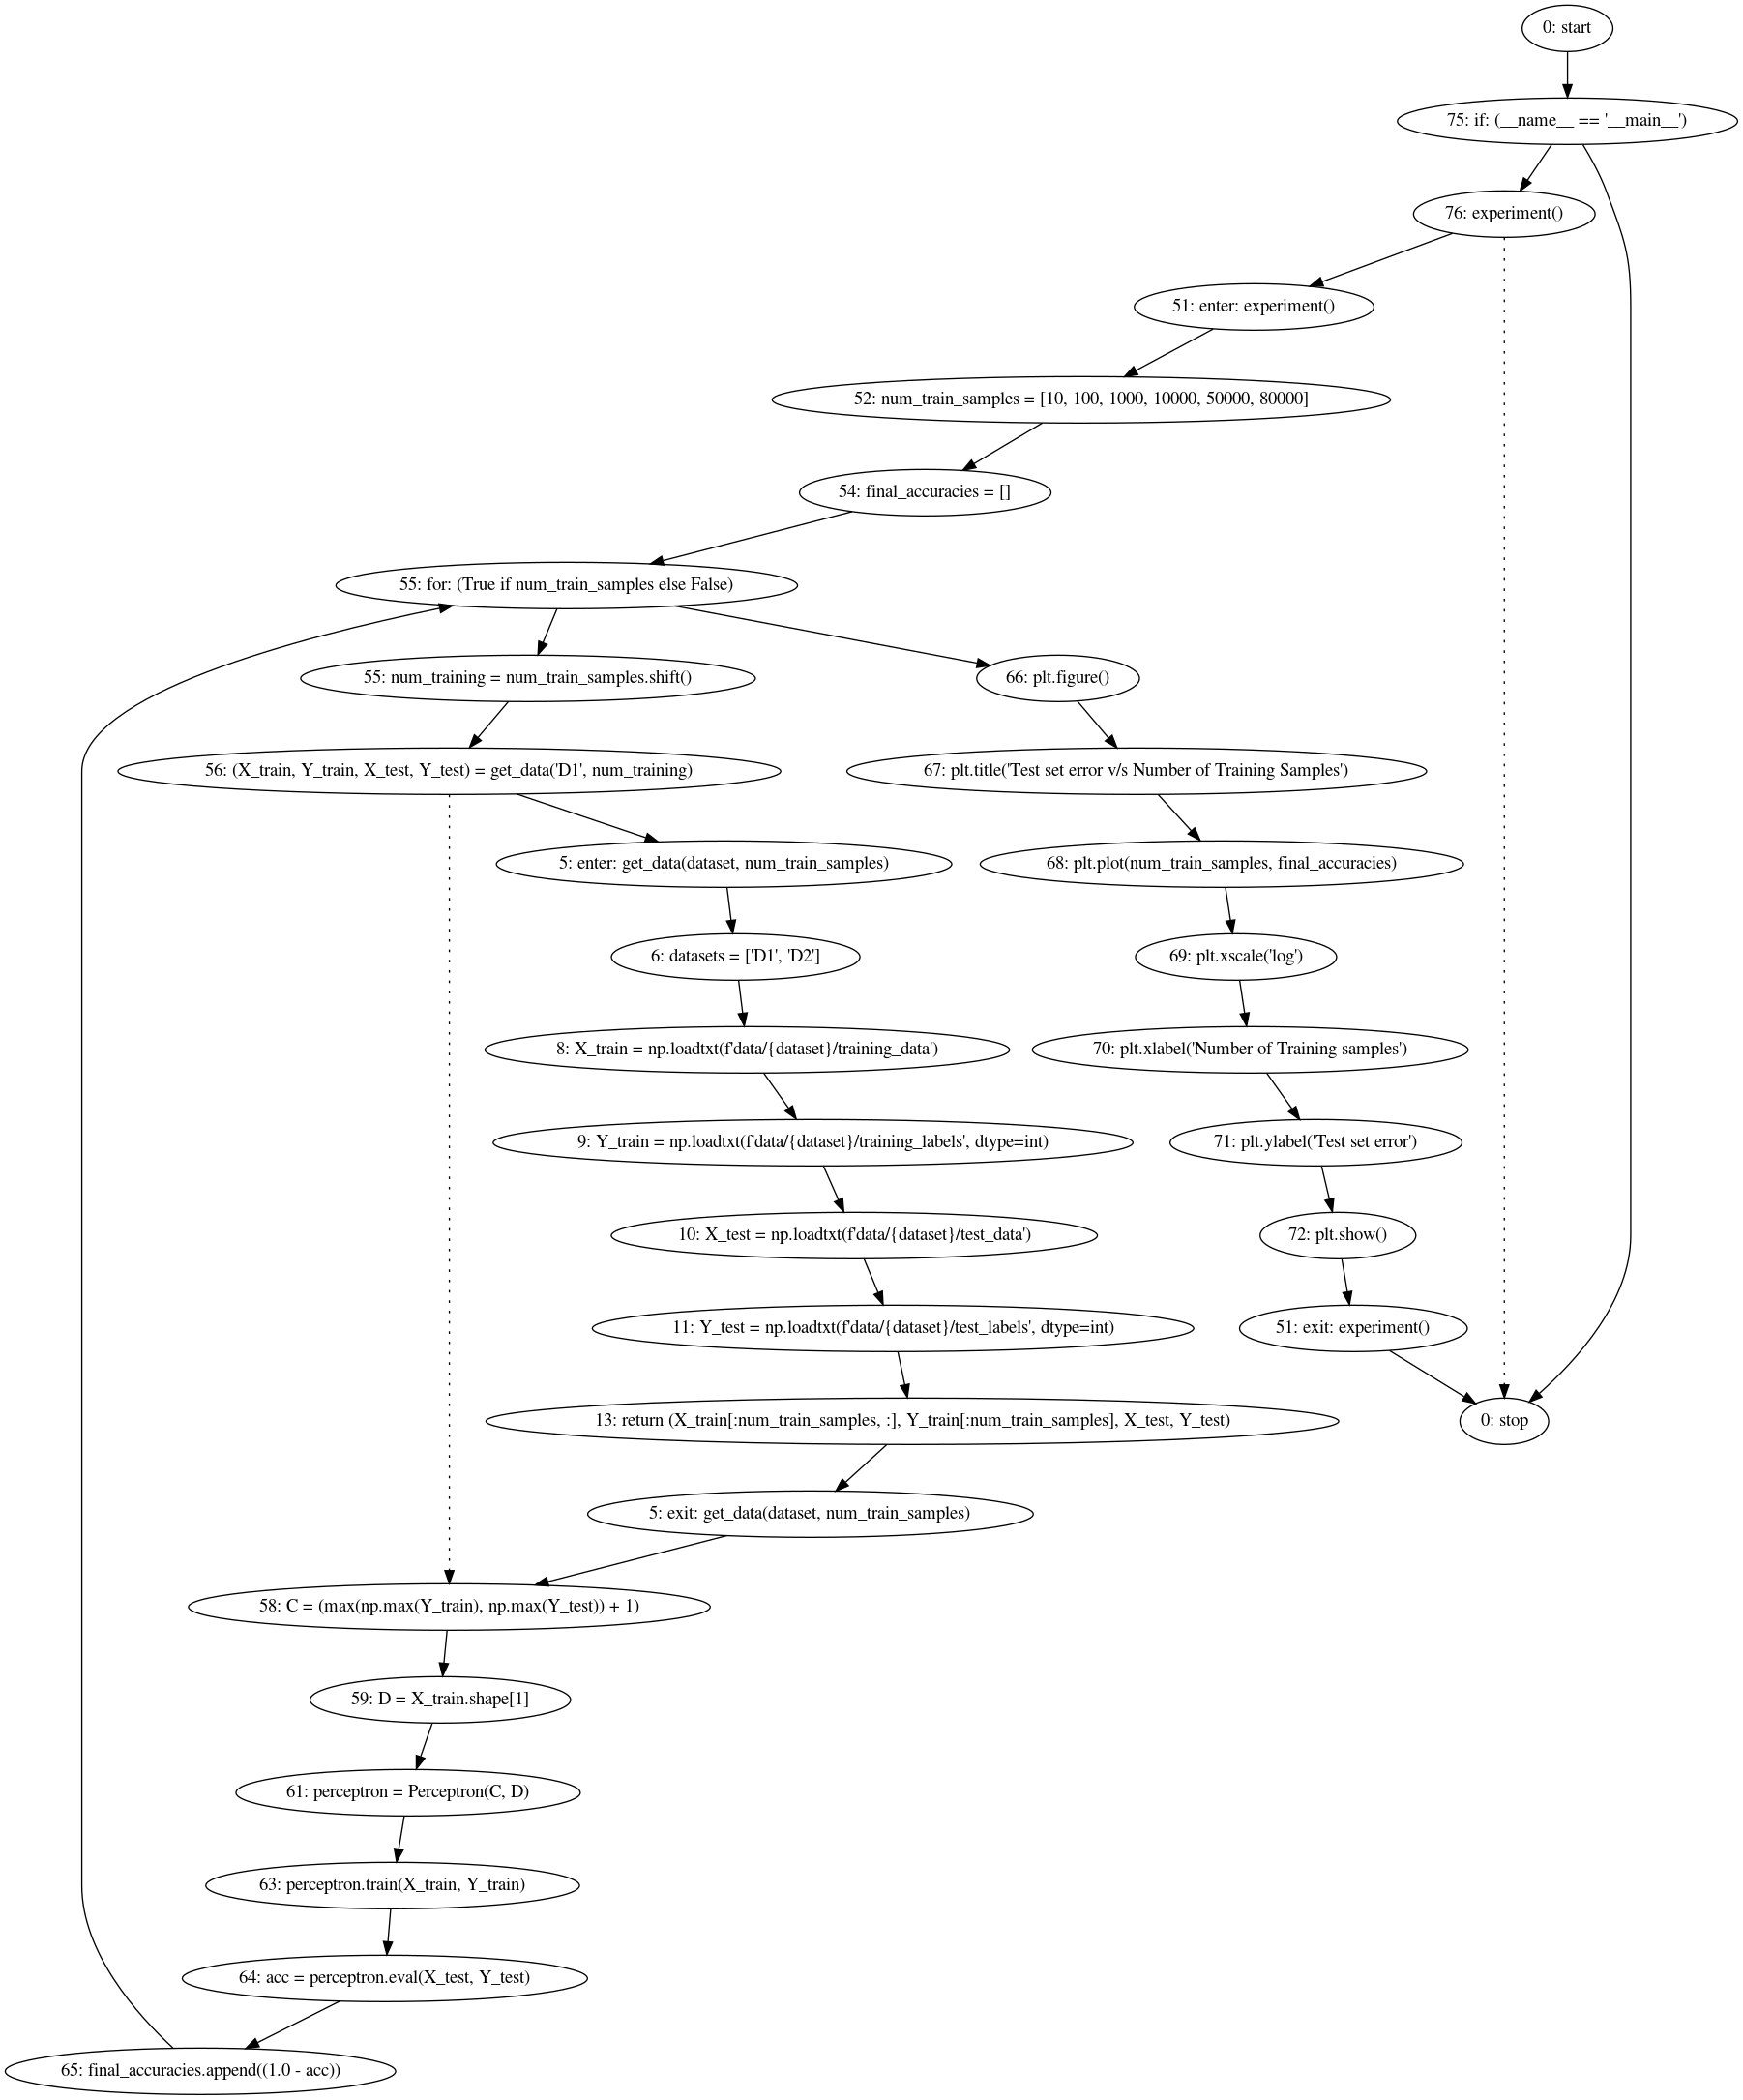 0: start
75: if: (__name__ == '__main__')
76: experiment()
51: enter: experiment()
52: num_train_samples = [10, 100, 1000, 10000, 50000, 80000]
54: final_accuracies = []
55: for: (True if num_train_samples else False)
55: num_training = num_train_samples.shift()
66: plt.figure()
56: (X_train, Y_train, X_test, Y_test) = get_data('D1', num_training)
67: plt.title('Test set error v/s Number of Training Samples')
5: enter: get_data(dataset, num_train_samples)
68: plt.plot(num_train_samples, final_accuracies)
6: datasets = ['D1', 'D2']
69: plt.xscale('log')
8: X_train = np.loadtxt(f'data/{dataset}/training_data')
70: plt.xlabel('Number of Training samples')
9: Y_train = np.loadtxt(f'data/{dataset}/training_labels', dtype=int)
71: plt.ylabel('Test set error')
10: X_test = np.loadtxt(f'data/{dataset}/test_data')
72: plt.show()
11: Y_test = np.loadtxt(f'data/{dataset}/test_labels', dtype=int)
51: exit: experiment()
13: return (X_train[:num_train_samples, :], Y_train[:num_train_samples], X_test, Y_test)
0: stop
5: exit: get_data(dataset, num_train_samples)
58: C = (max(np.max(Y_train), np.max(Y_test)) + 1)
59: D = X_train.shape[1]
61: perceptron = Perceptron(C, D)
63: perceptron.train(X_train, Y_train)
64: acc = perceptron.eval(X_test, Y_test)
65: final_accuracies.append((1.0 - acc))